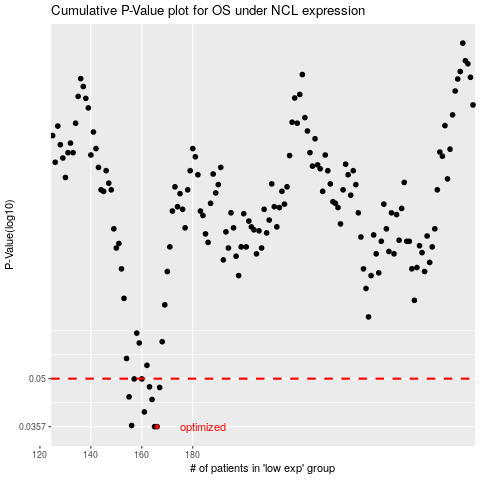 Cumulative P-Value plot for OS under NCL expression
P-Value(log10)
0.05
0.0357
optimized
120 140 160 180
# of patients in 'low exp' group